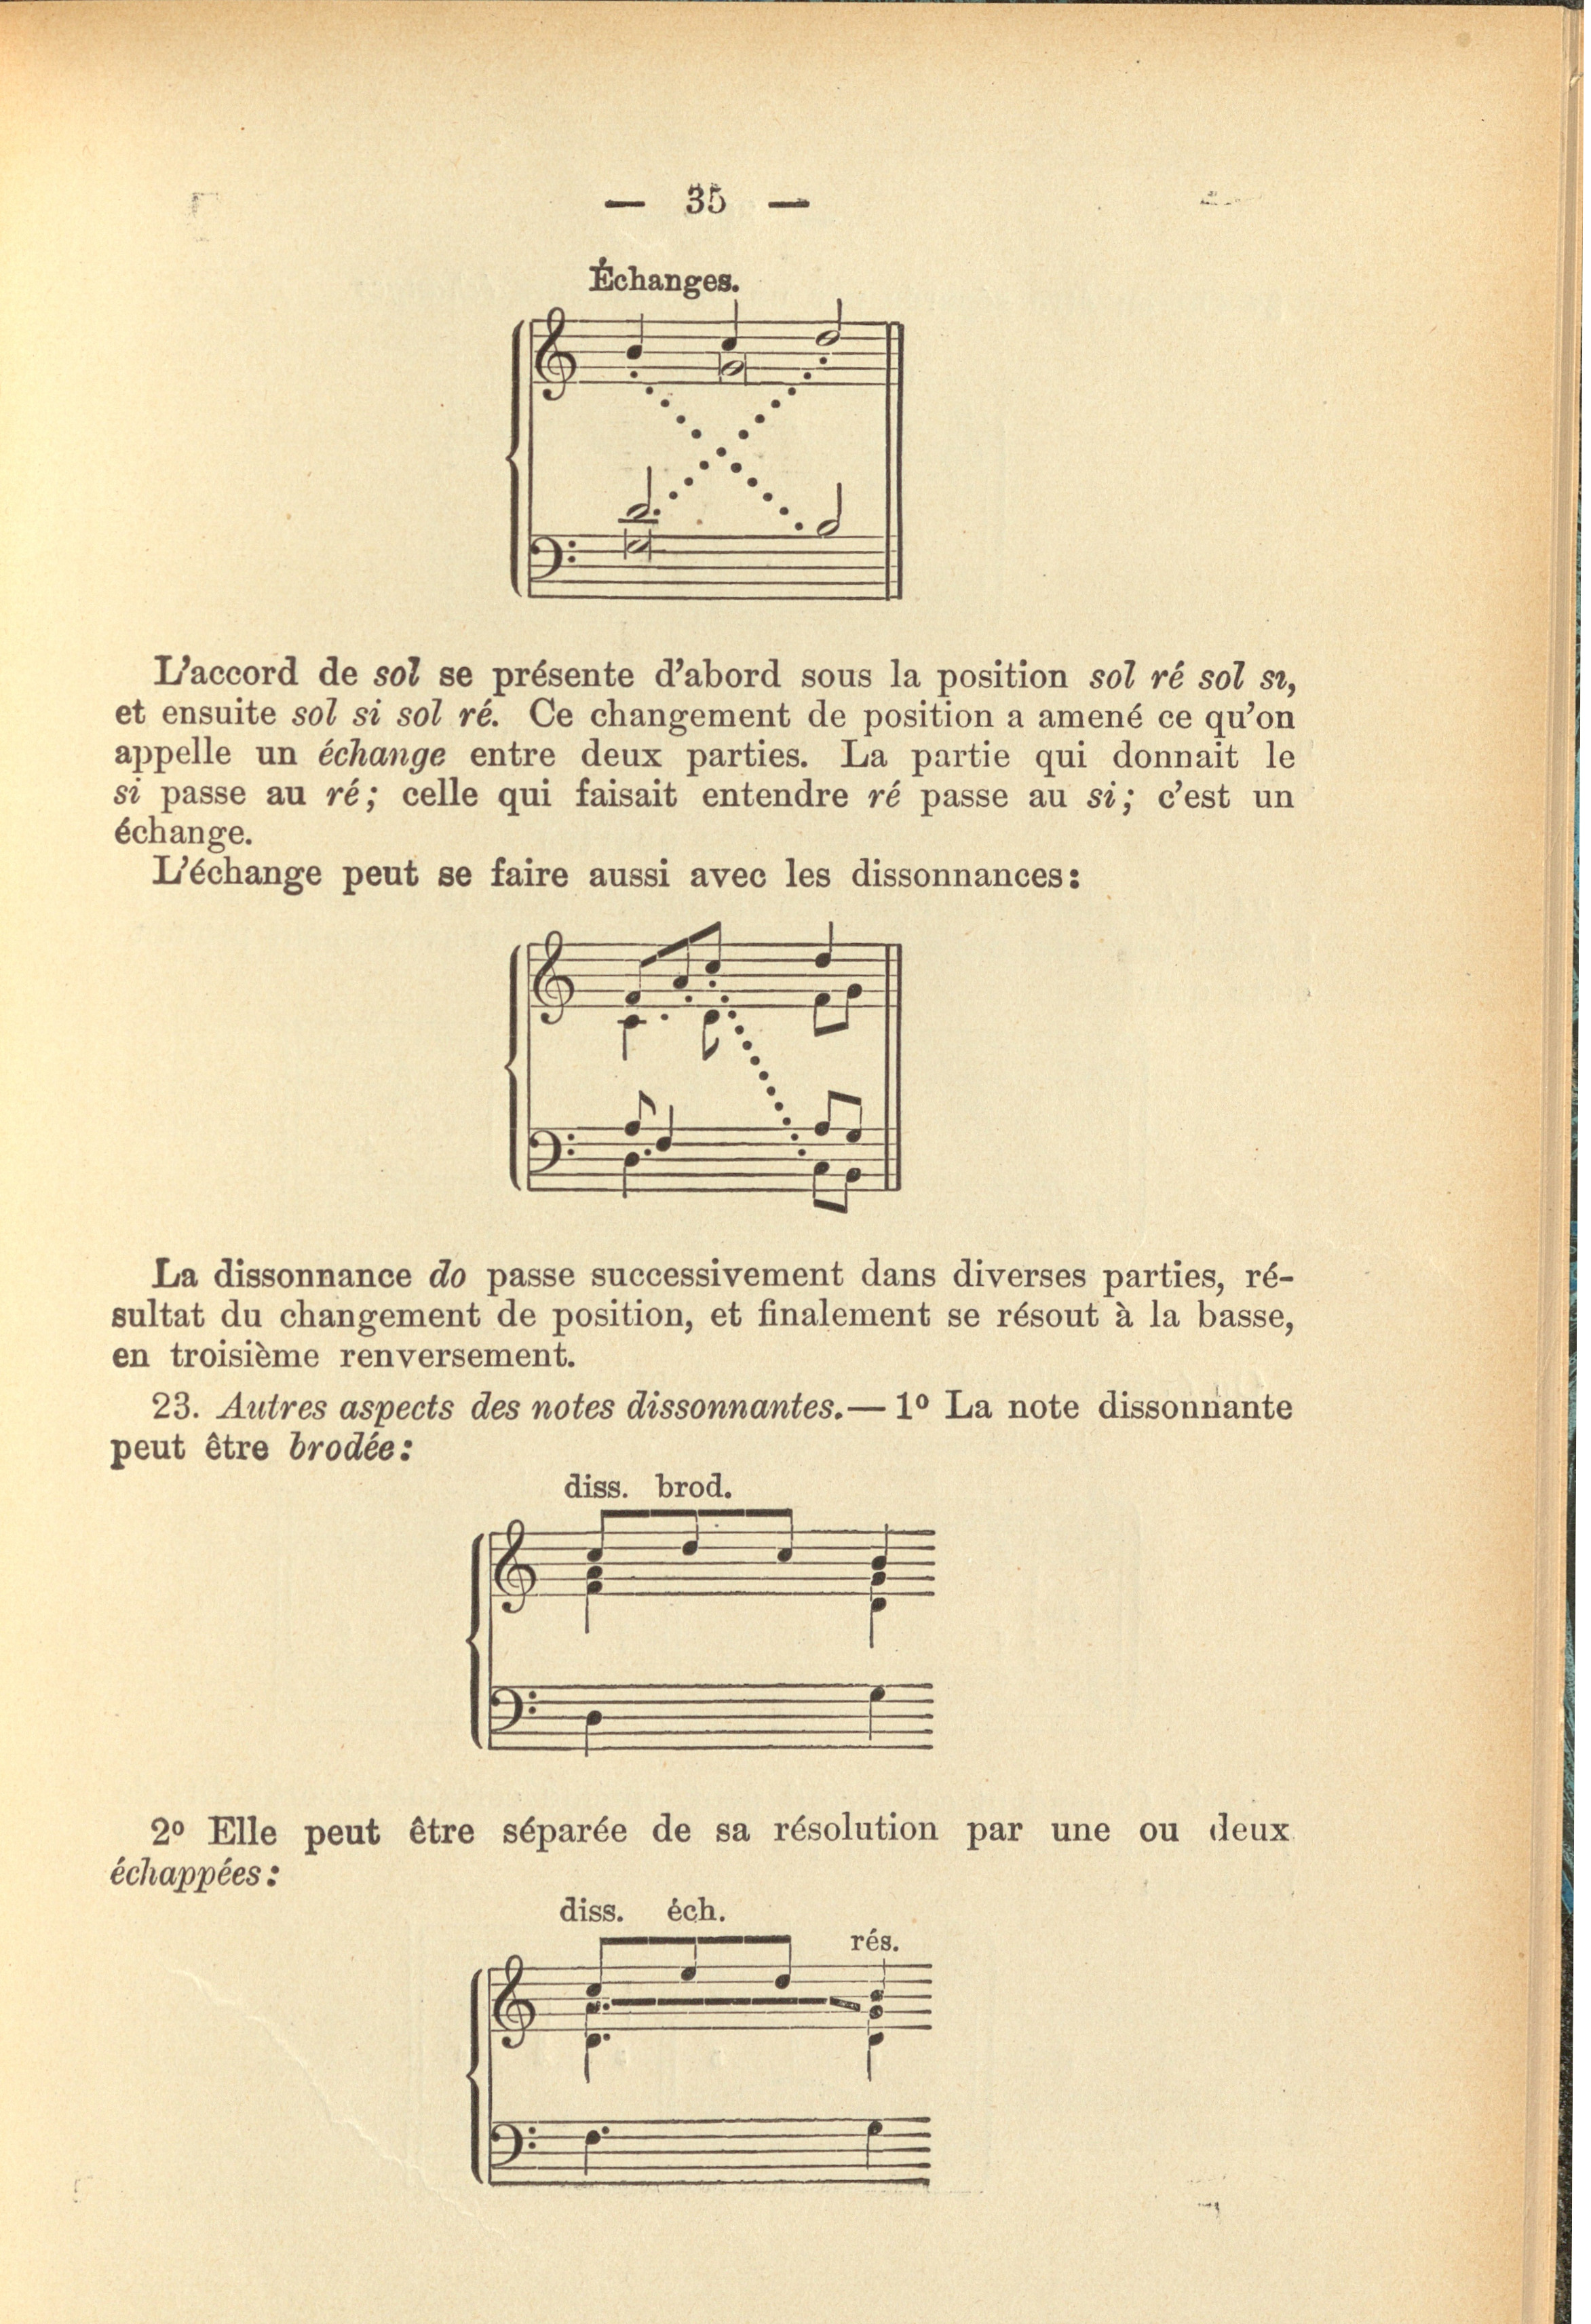 — 35 —
Échanges.
L'accord de sol se présente d'abord sous la position sol ré sol si,
et ensuite sol si sol ré. Ce changement de position a amené ce qu'on
appelle un échange entre deux parties. La partie qui donnait le
si passe au ré; celle qui faisait entendre ré passe au si; c'est un
échange.
L'échange peut se faire aussi avec les dissonnances:
La dissonnance do passe successivement dans diverses parties, ré-
sultat du changement de position, et finalement se résout à la basse,
en troisième renversement.
23. Autres aspects des notes dissonnantes.— 1º La note dissonnante
peut être brodée:
diss. brod.
2º Elle peut être séparée de sa résolution par une ou deux
échappées:
diss. éch.
rés.